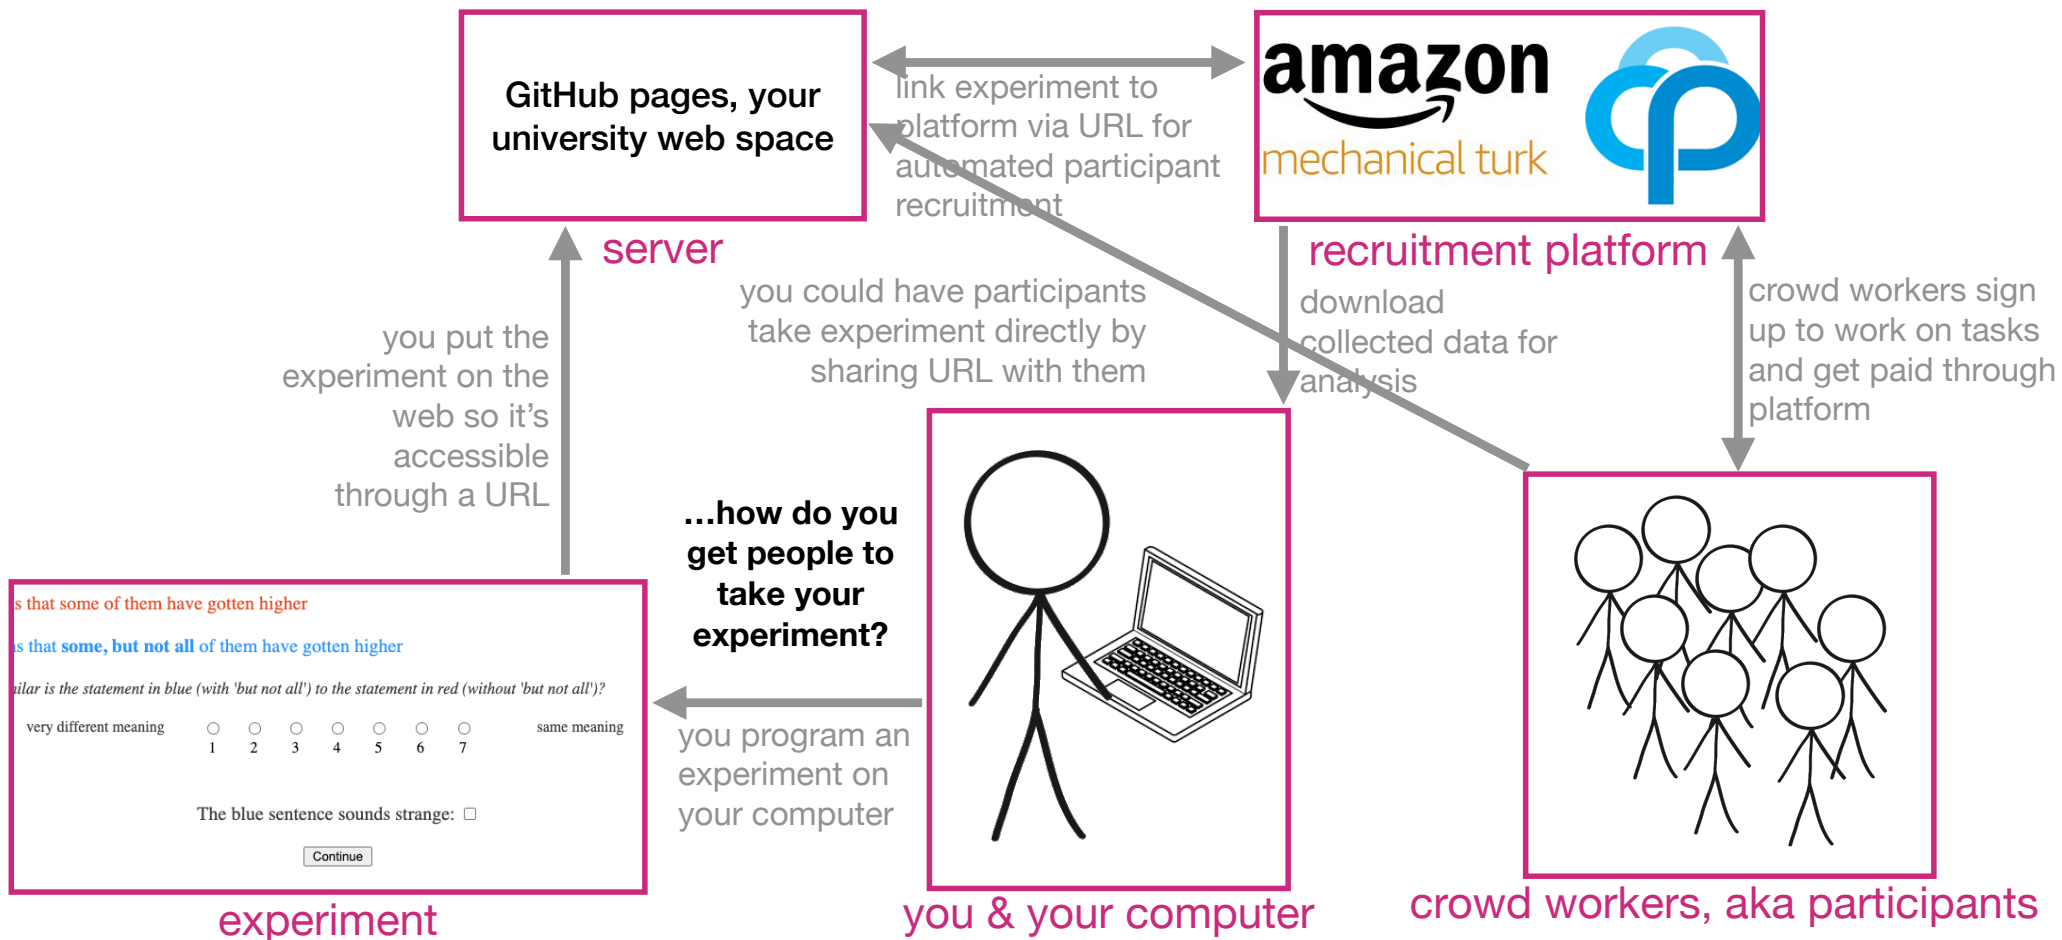 GitHub pages, your
university web space
server
link experiment to
platform via URL for
automated participant
recruitment
amazon
mechanical turk
recruitment platform
you put the
experiment on the
web so it's
accessible
through a URL
you could have participants
take experiment directly by
sharing URL with them
download
collected data for
analysis
crowd workers sign
up to work on tasks
and get paid through
platform
...how do you
get people to
take your
experiment?
s that some of them have gotten higher
s that some, but not all of them have gotten higher
ilar is the statement in blue (with 'but not all') to the statement in red (without 'but not all')?
very different meaning
same meaning
1 2 3 4 5 6 7
The blue sentence sounds strange:
Continue
experiment
you program an
experiment on
your computer
you & your computer
crowd workers, aka participants